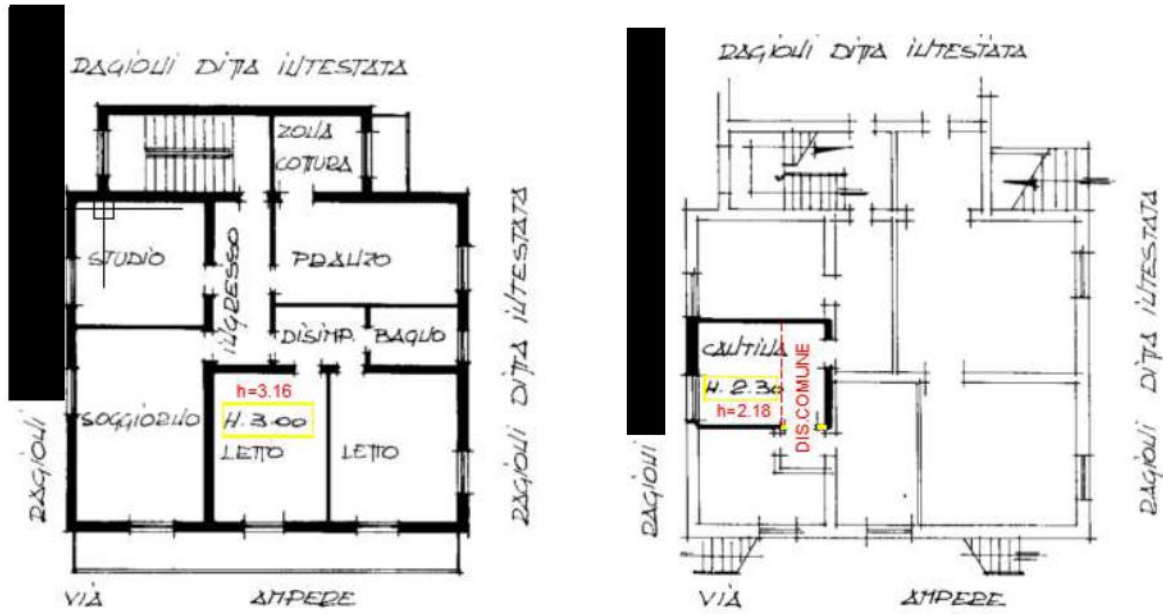 RAGIONI DITTA INTESTATA
ZONA
COTTURA
STUDIO
INGRESSO
PRANZO
DISIMP.
BAGNO
SOGGIORNO
h=3.16
H. 3.00
LETTO
LETTO
RAGIONI
RAGIONI DITTA INTESTATA
VIA AMPERE
RAGIONI DITTA INTESTATA
CANTINA
H. 2.30
h=2.18
DIS.COMUNE
RAGIONI
RAGIONI DITTA INTESTATA
VIA AMPERE